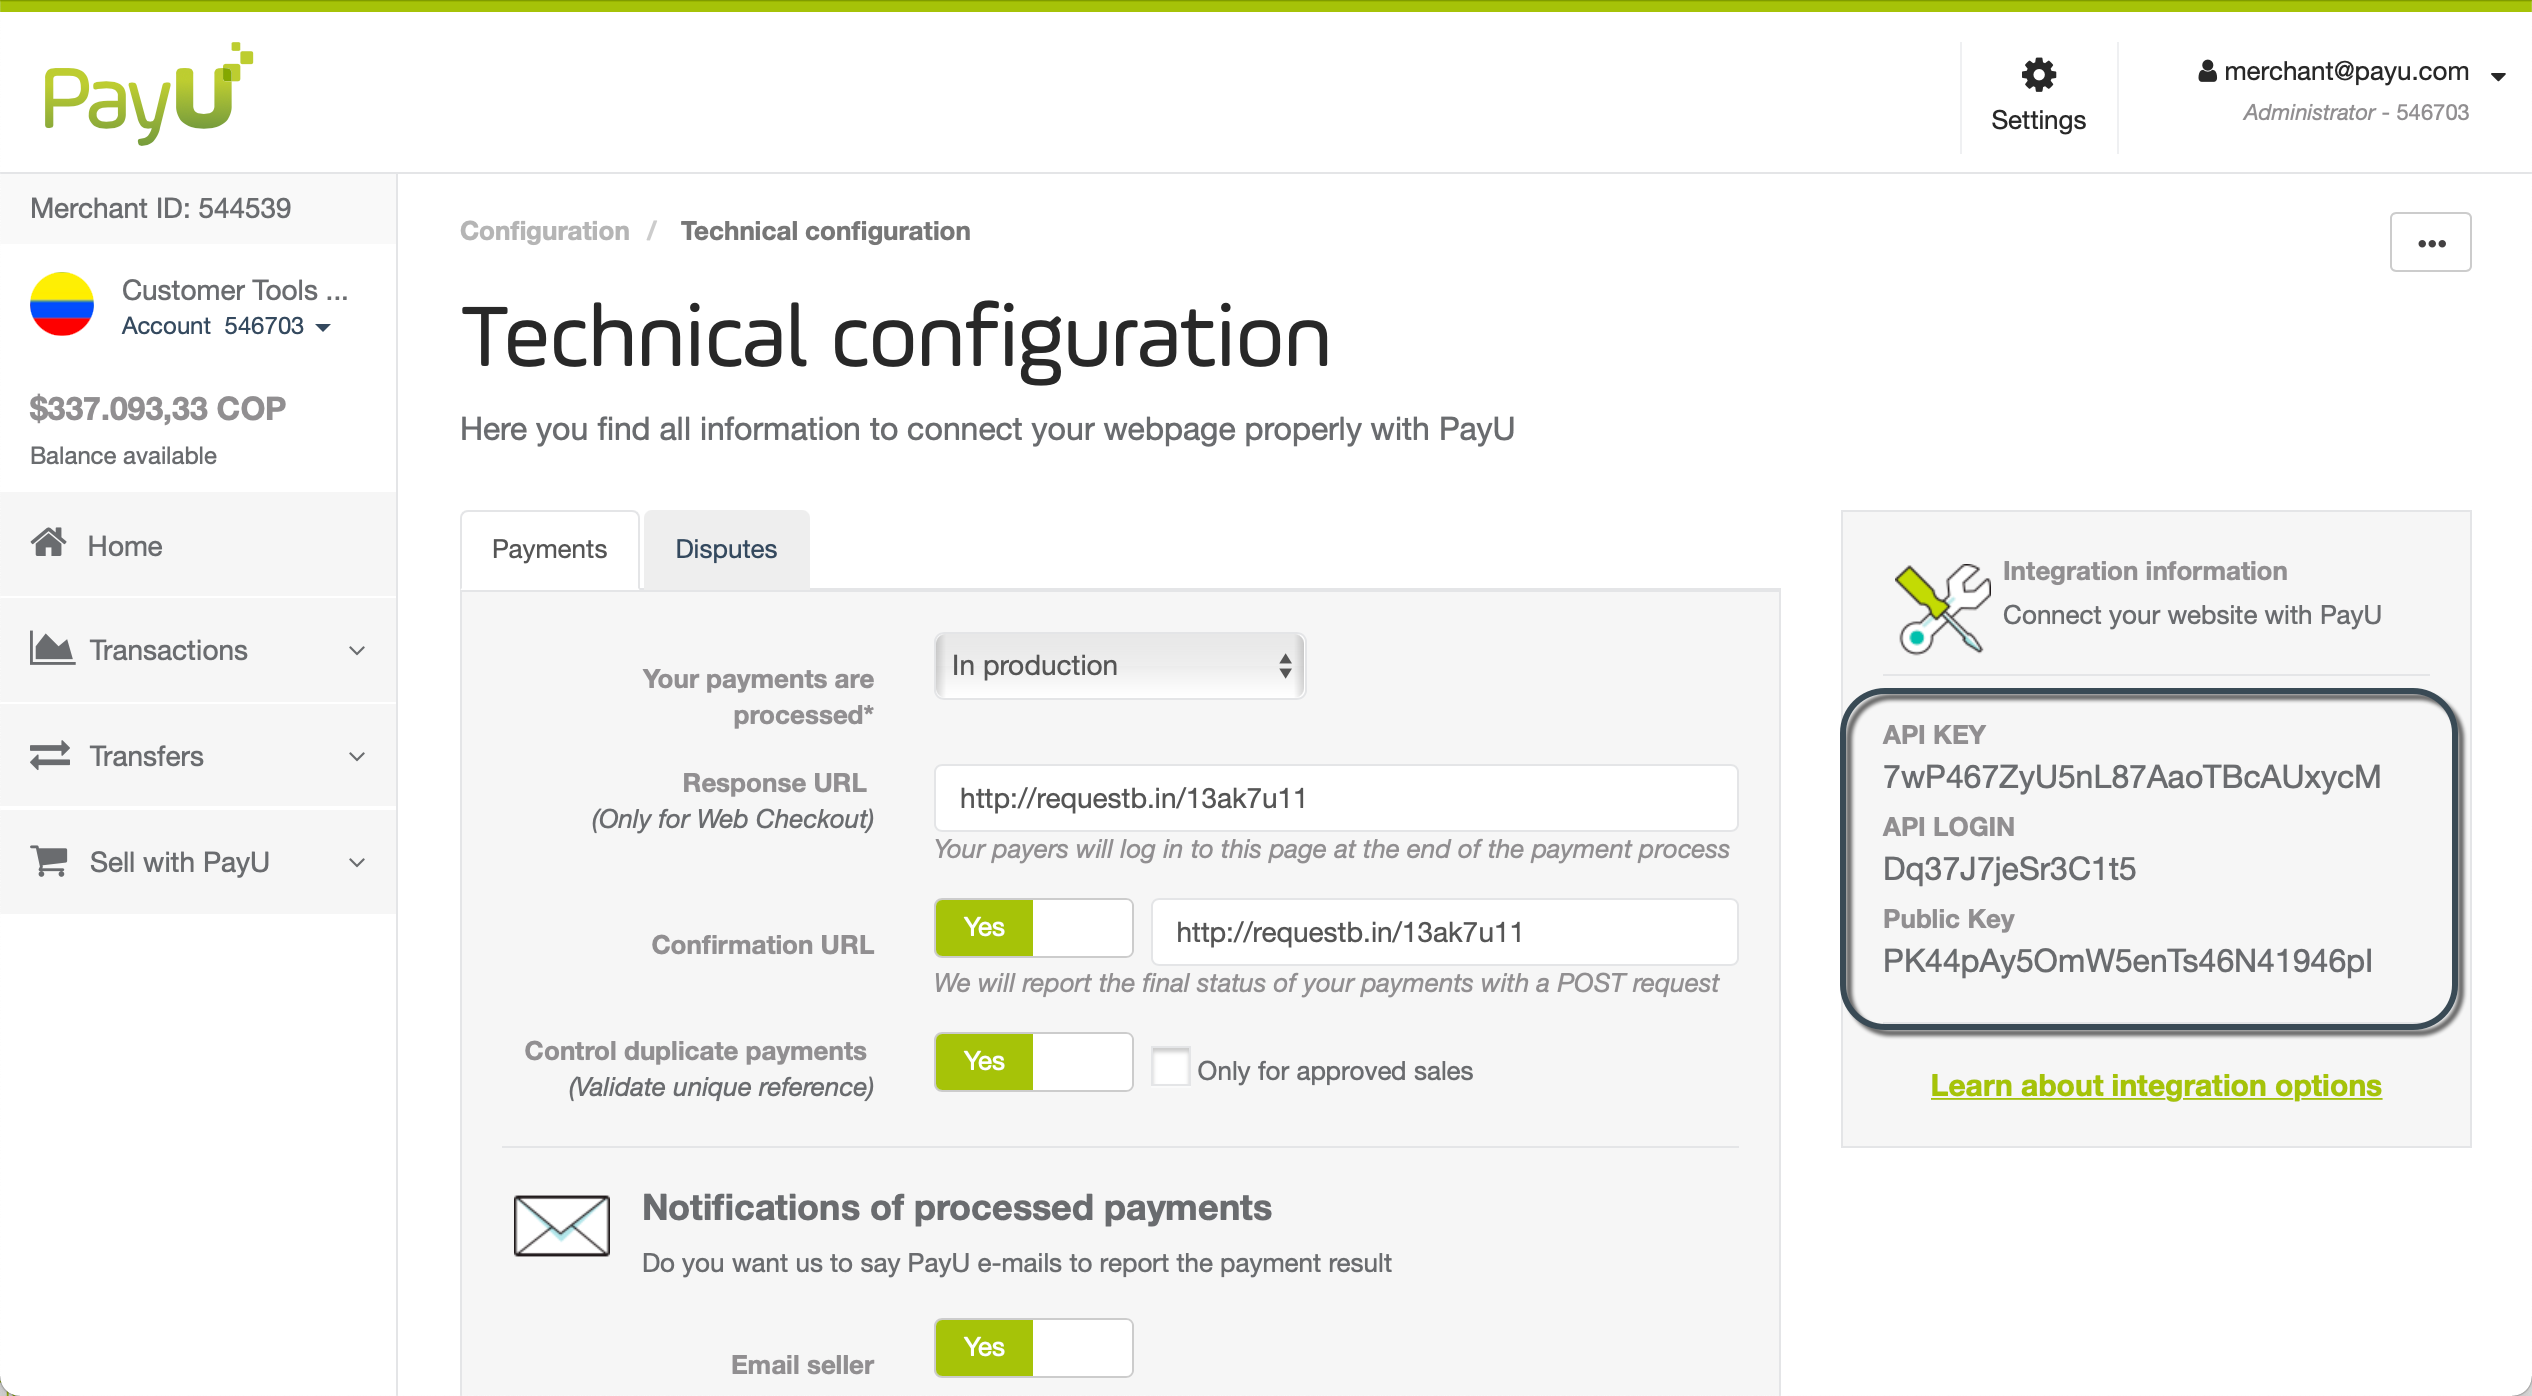 PayU
Settings
merchant@payu.com
Administrator - 546703
Merchant ID: 544539
Customer Tools ...
Account 546703
$337.093,33 COP
Balance available
Home
Transactions
Transfers
Sell with PayU
Configuration / Technical configuration
•••
Technical configuration
Here you find all information to connect your webpage properly with PayU
Payments
Disputes
Your payments are
processed*
In production
Response URL
(Only for Web Checkout)
http://requestb.in/13ak7u11
Your payers will log in to this page at the end of the payment process
Confirmation URL
Yes
http://requestb.in/13ak7u11
We will report the final status of your payments with a POST request
Control duplicate payments
(Validate unique reference)
Yes
Only for approved sales
Notifications of processed payments
Do you want us to say PayU e-mails to report the payment result
Email seller
Yes
Integration information
Connect your website with PayU
API KEY
7wP467ZyU5nL87AaoTBcAUxycM
API LOGIN
Dq37J7jeSr3C1t5
Public Key
PK44pAy5OmW5enTs46N41946pI
Learn about integration options